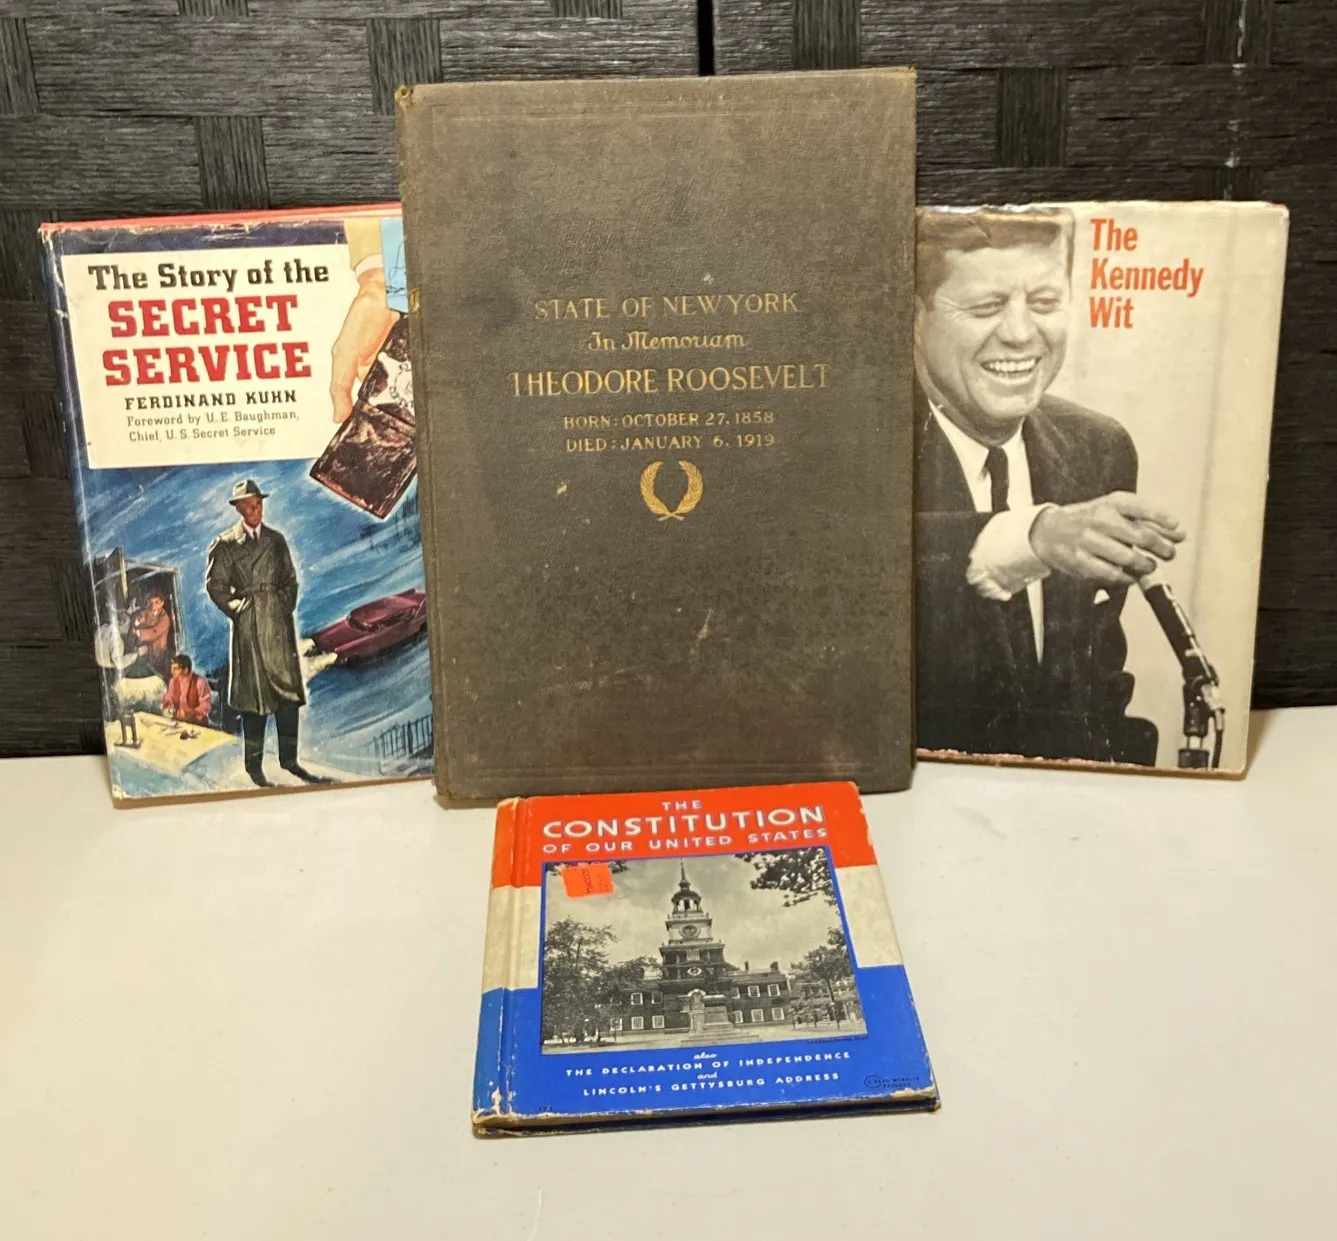 The Story of the
SECRET
SERVICE
FERDINAND KUHN
Foreword by U. E. Baughman,
Chief, U. S. Secret Service
STATE OF NEW YORK
In Memoriam
THEODORE ROOSEVELT
BORN: OCTOBER 27, 1858
DIED: JANUARY 6, 1919
The
Kennedy
Wit
THE
CONSTITUTION
OF OUR UNITED STATES
also
THE DECLARATION OF INDEPENDENCE
and
LINCOLN'S GETTYSBURG ADDRESS